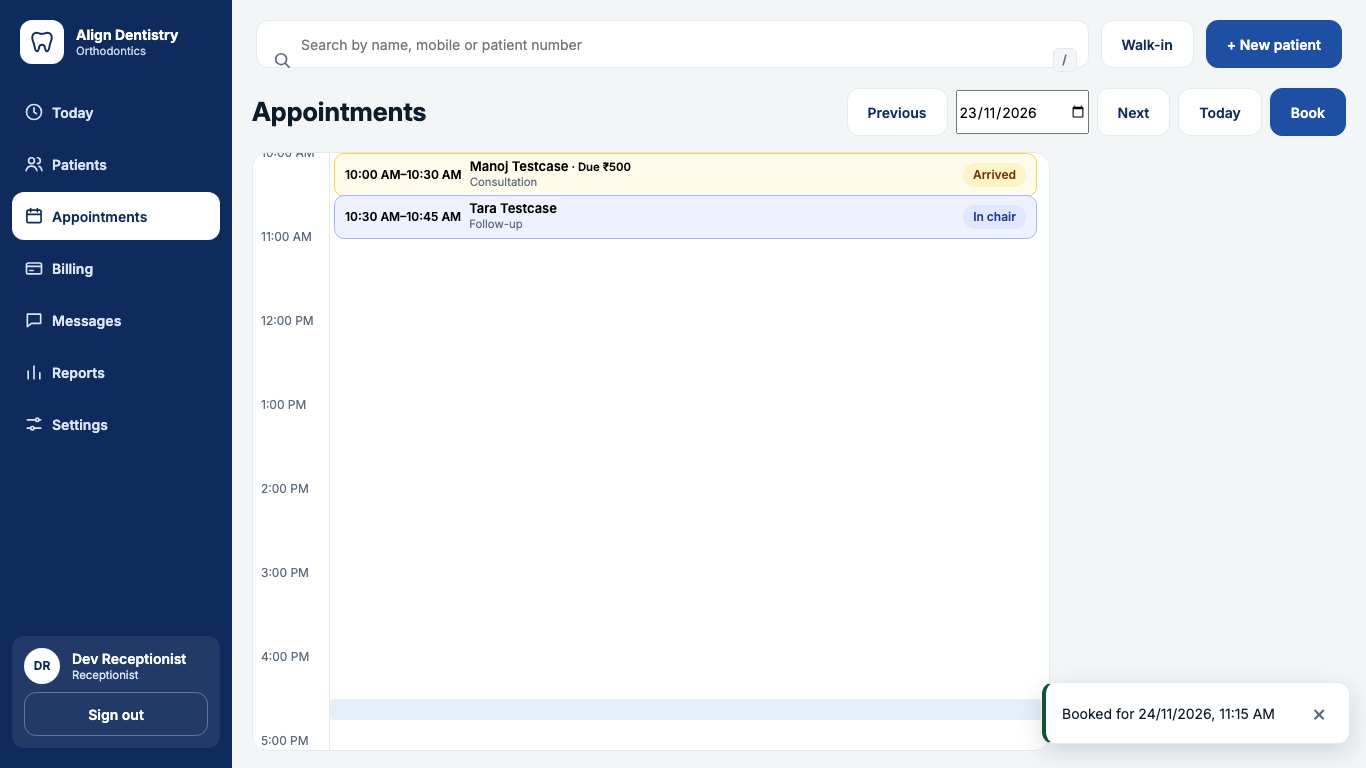 Align Dentistry
Orthodontics
Today
Patients
Appointments
Billing
Messages
Reports
Settings
DR
Dev Receptionist
Receptionist
Sign out
Search by name, mobile or patient number
/
Walk-in
+ New patient
Appointments
Previous
23/11/2026
Next
Today
Book
10:00 AM
10:00 AM–10:30 AM
Manoj Testcase · Due ₹500
Consultation
Arrived
10:30 AM–10:45 AM
Tara Testcase
Follow-up
In chair
11:00 AM
12:00 PM
1:00 PM
2:00 PM
3:00 PM
4:00 PM
5:00 PM
Booked for 24/11/2026, 11:15 AM